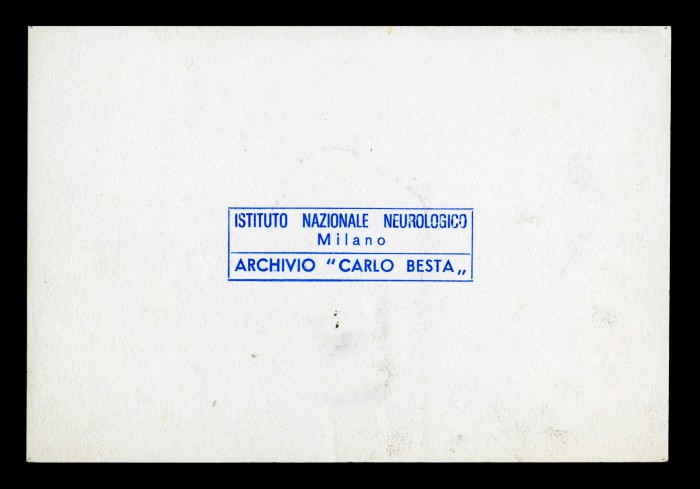 ISTITUTO NAZIONALE NEUROLOGICO
Milano
ARCHIVIO "CARLO BESTA„